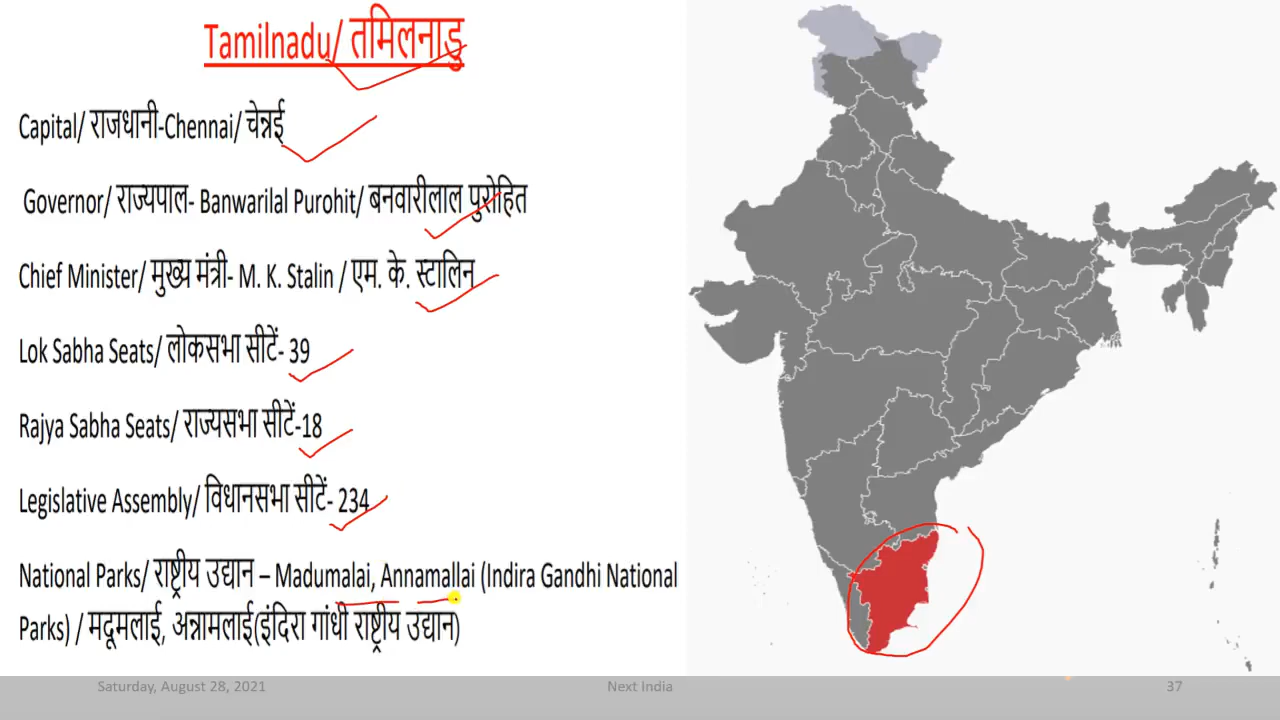 Tamilnadu/ तमिलनाडु
Capital/ राजधानी-Chennai/ चेन्नई
Governor/ राज्यपाल- Banwarilal Purohit/ बनवारीलाल पुरोहित
Chief Minister/ मुख्य मंत्री- M. K. Stalin / एम. के. स्टालिन
Lok Sabha Seats/ लोकसभा सीटें- 39
Rajya Sabha Seats/ राज्यसभा सीटें-18
Legislative Assembly/ विधानसभा सीटें- 234
National Parks/ राष्ट्रीय उद्यान – Madumalai, Annamallai (Indira Gandhi National
Parks) / मदूमलाई, अन्नामलाई(इंदिरा गांधी राष्ट्रीय उद्यान)
Saturday, August 28, 2021
Next India
37